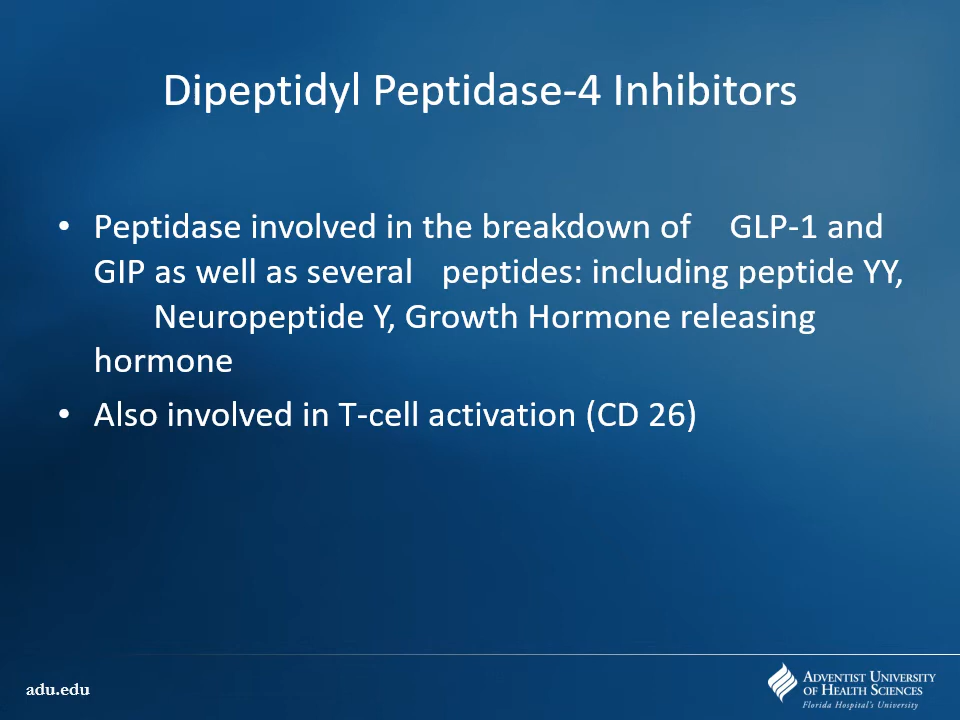 Dipeptidyl Peptidase-4 Inhibitors
• Peptidase involved in the breakdown of GLP-1 and
GIP as well as several peptides: including peptide YY,
Neuropeptide Y, Growth Hormone releasing
hormone
• Also involved in T-cell activation (CD 26)
adu.edu
ADVENTIST UNIVERSITY
OF HEALTH SCIENCES
Florida Hospital's University